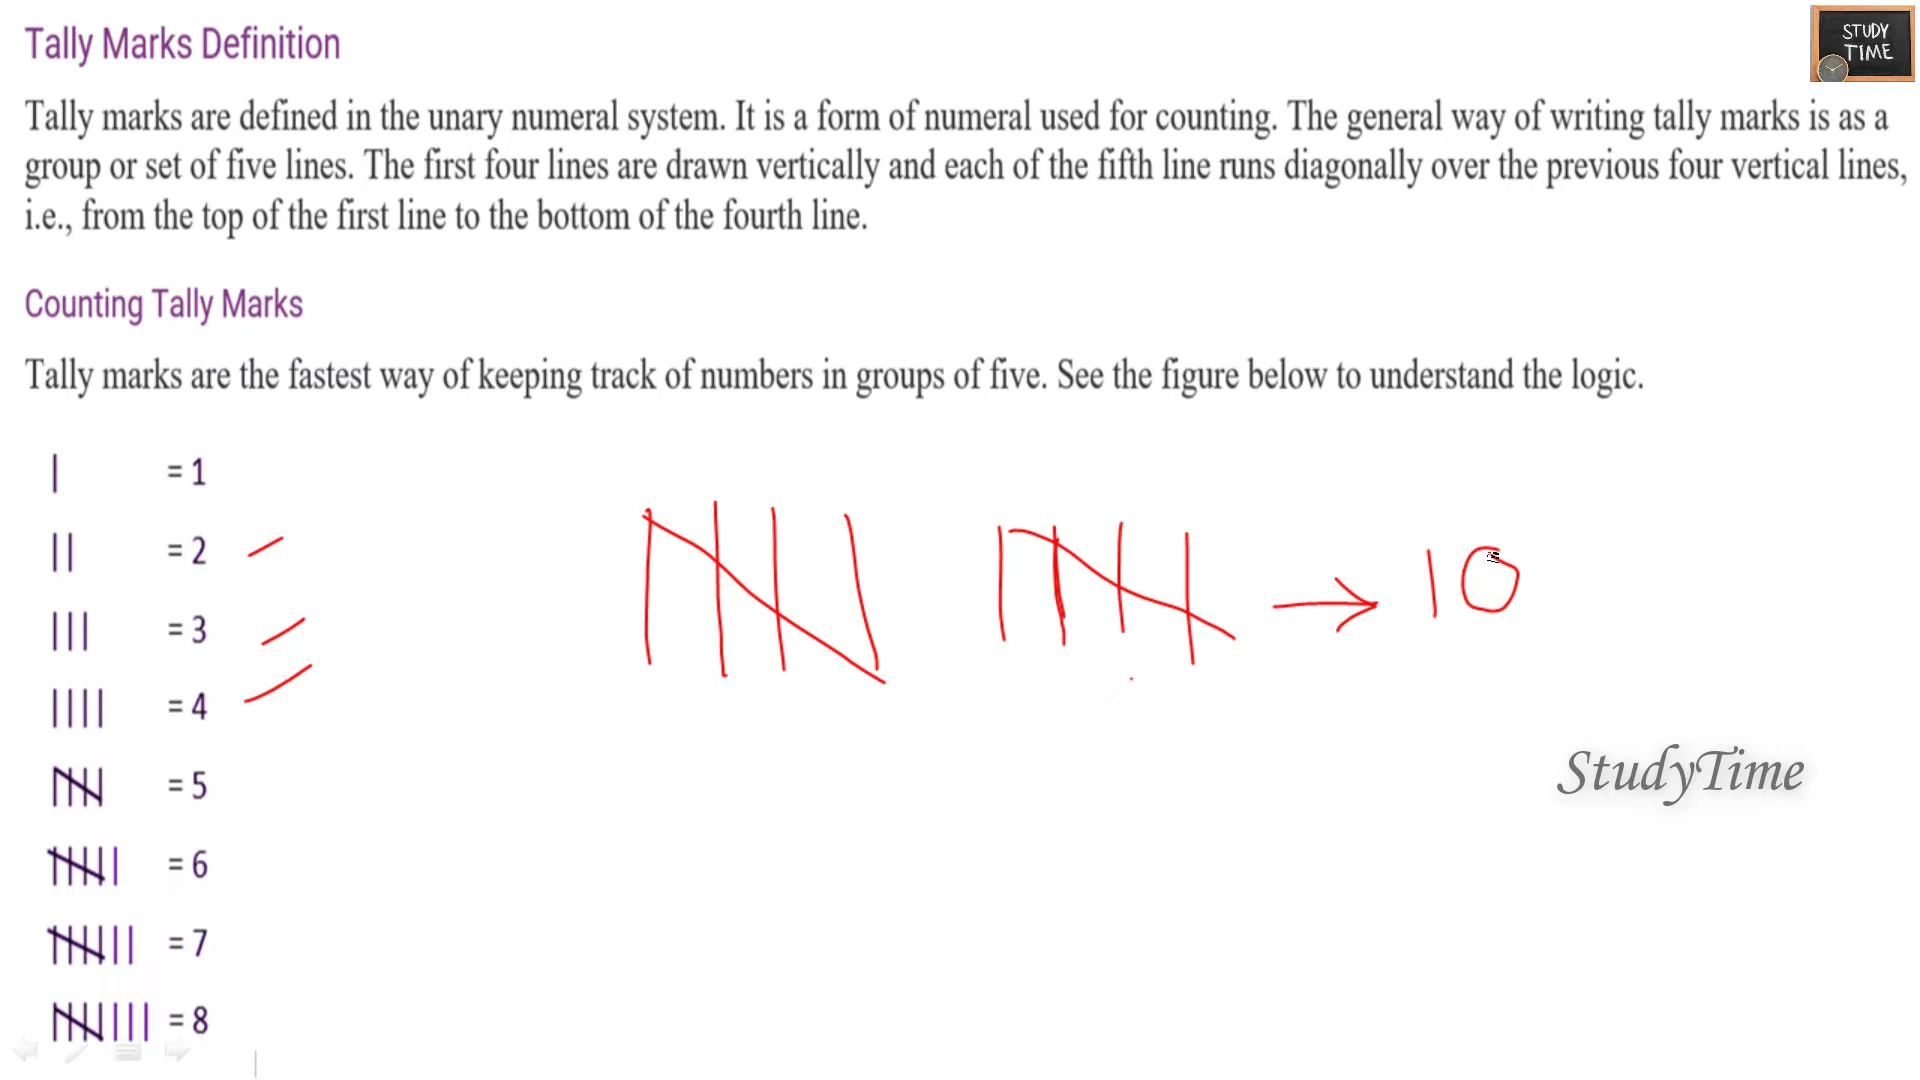 Tally Marks Definition
STUDY
TIME
Tally marks are defined in the unary numeral system. It is a form of numeral used for counting. The general way of writing tally marks is as a
group or set of five lines. The first four lines are drawn vertically and each of the fifth line runs diagonally over the previous four vertical lines,
i.e., from the top of the first line to the bottom of the fourth line.
Counting Tally Marks
Tally marks are the fastest way of keeping track of numbers in groups of five. See the figure below to understand the logic.
| = 1
|| = 2
||| = 3
|||| = 4
= 5
= 6
= 7
= 8
→ 10
StudyTime